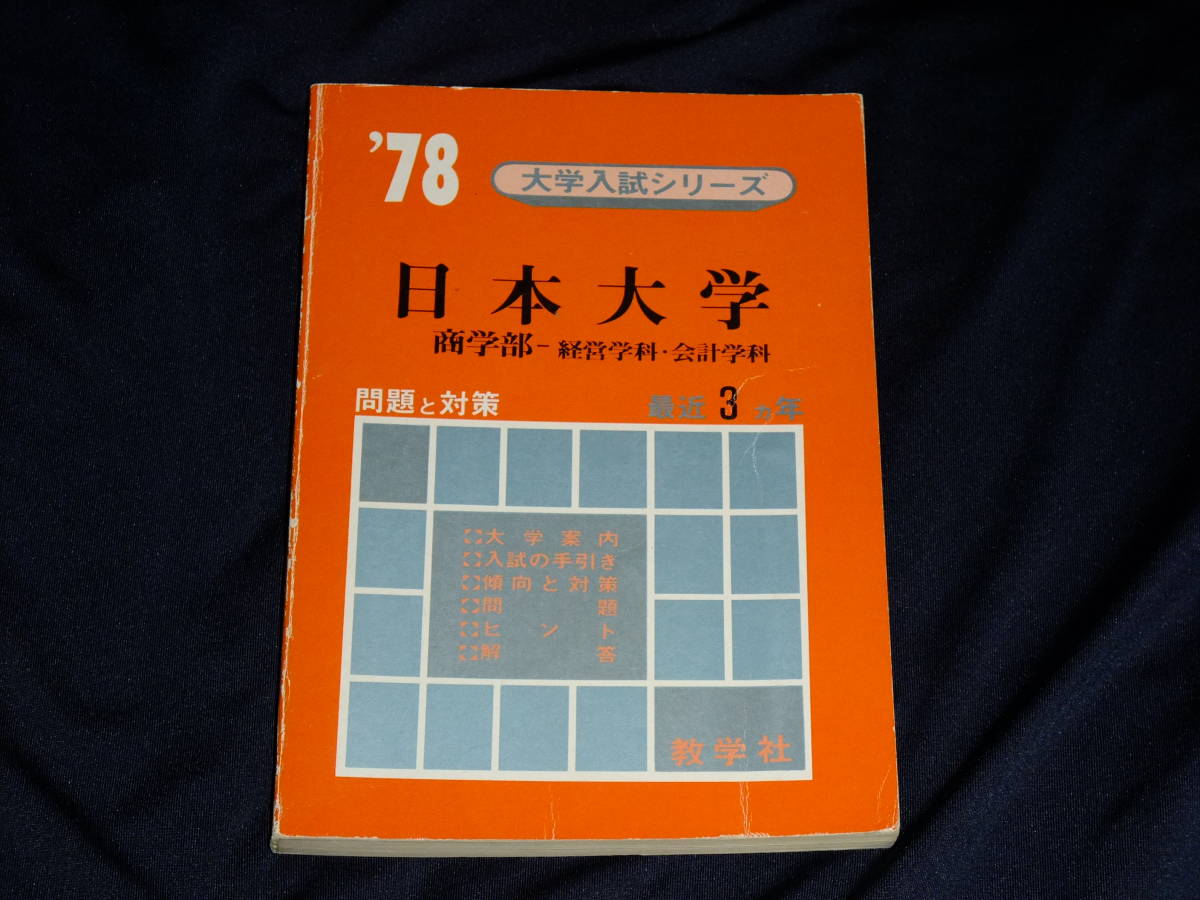 '78
大学入試シリーズ
日本大学
商学部-経営学科・会計学科
問題と対策 最近3ヵ年
大学案内
入試の手引き
傾向と対策
問題
ヒント
解答
教学社